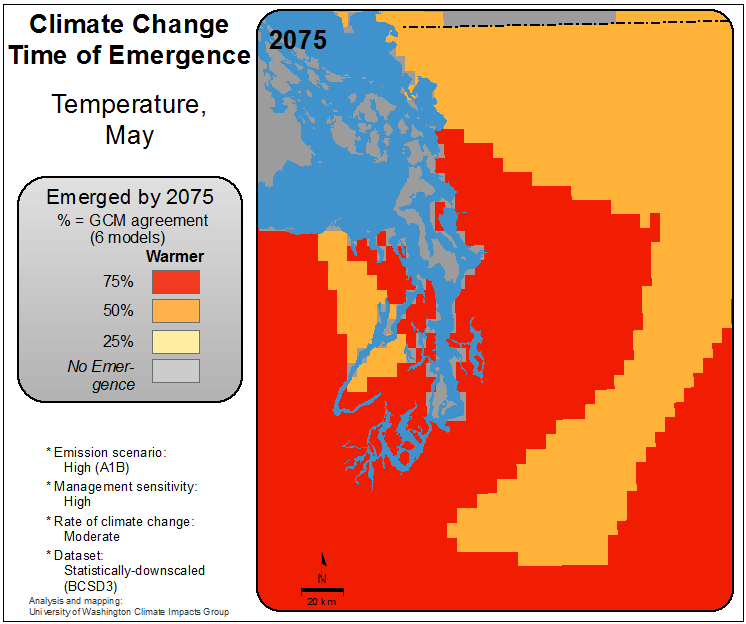 Climate Change
Time of Emergence
Temperature,
May
Emerged by 2075
% = GCM agreement
(6 models)
Warmer
75%
50%
25%
No Emer-
gence
* Emission scenario:
High (A1B)
* Management sensitivity:
High
* Rate of climate change:
Moderate
* Dataset:
Statistically-downscaled
(BCSD3)
Analysis and mapping:
University of Washington Climate Impacts Group
2075
N
20 km